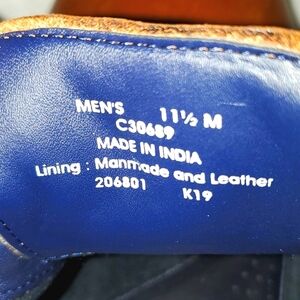 MEN'S 11½ M
C30689
MADE IN INDIA
Lining : Manmade and Leather
206801 K19